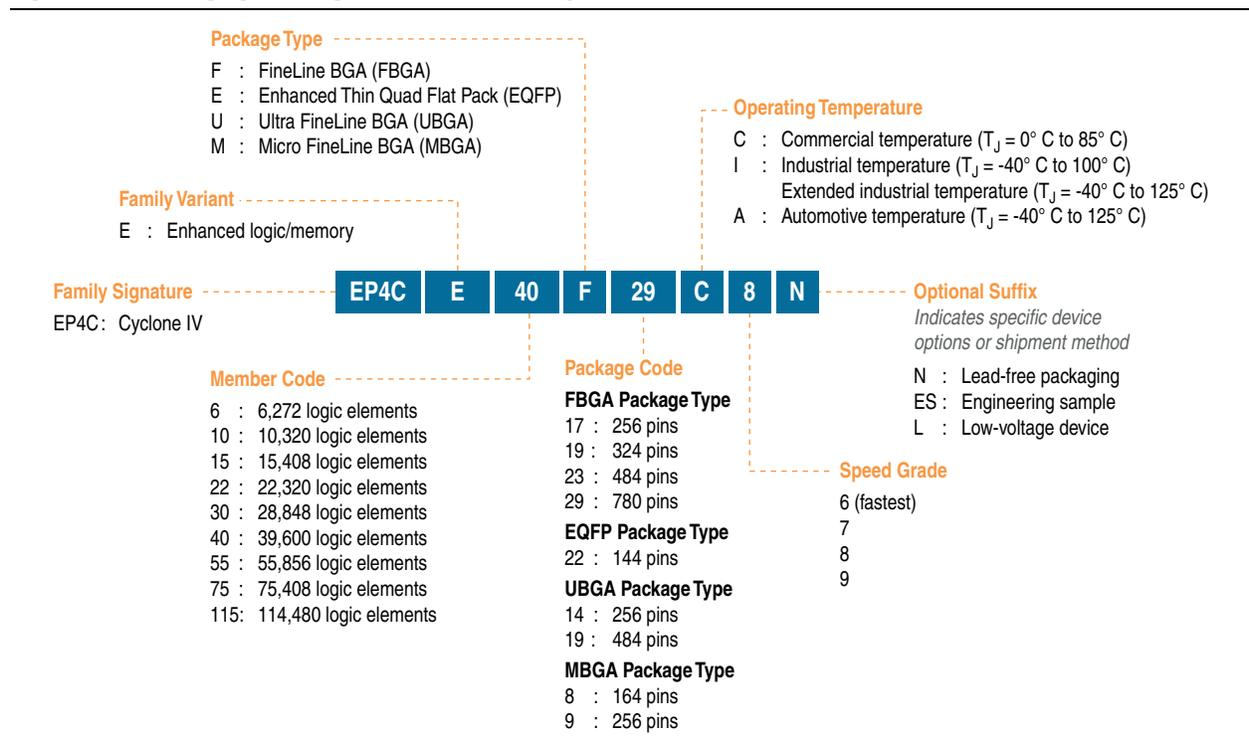 Package Type
F : FineLine BGA (FBGA)
E : Enhanced Thin Quad Flat Pack (EQFP)
U : Ultra FineLine BGA (UBGA)
M : Micro FineLine BGA (MBGA)
Operating Temperature
C : Commercial temperature (TJ = 0° C to 85° C)
I : Industrial temperature (TJ = -40° C to 100° C)
Extended industrial temperature (TJ = -40° C to 125° C)
A : Automotive temperature (TJ = -40° C to 125° C)
Family Variant
E : Enhanced logic/memory
EP4C E 40 F 29 C 8 N
Family Signature
EP4C: Cyclone IV
Optional Suffix
Indicates specific device
options or shipment method
N : Lead-free packaging
ES : Engineering sample
L : Low-voltage device
Member Code
6 : 6,272 logic elements
10 : 10,320 logic elements
15 : 15,408 logic elements
22 : 22,320 logic elements
30 : 28,848 logic elements
40 : 39,600 logic elements
55 : 55,856 logic elements
75 : 75,408 logic elements
115: 114,480 logic elements
Package Code
FBGA Package Type
17 : 256 pins
19 : 324 pins
23 : 484 pins
29 : 780 pins
EQFP Package Type
22 : 144 pins
UBGA Package Type
14 : 256 pins
19 : 484 pins
MBGA Package Type
8 : 164 pins
9 : 256 pins
Speed Grade
6 (fastest)
7
8
9